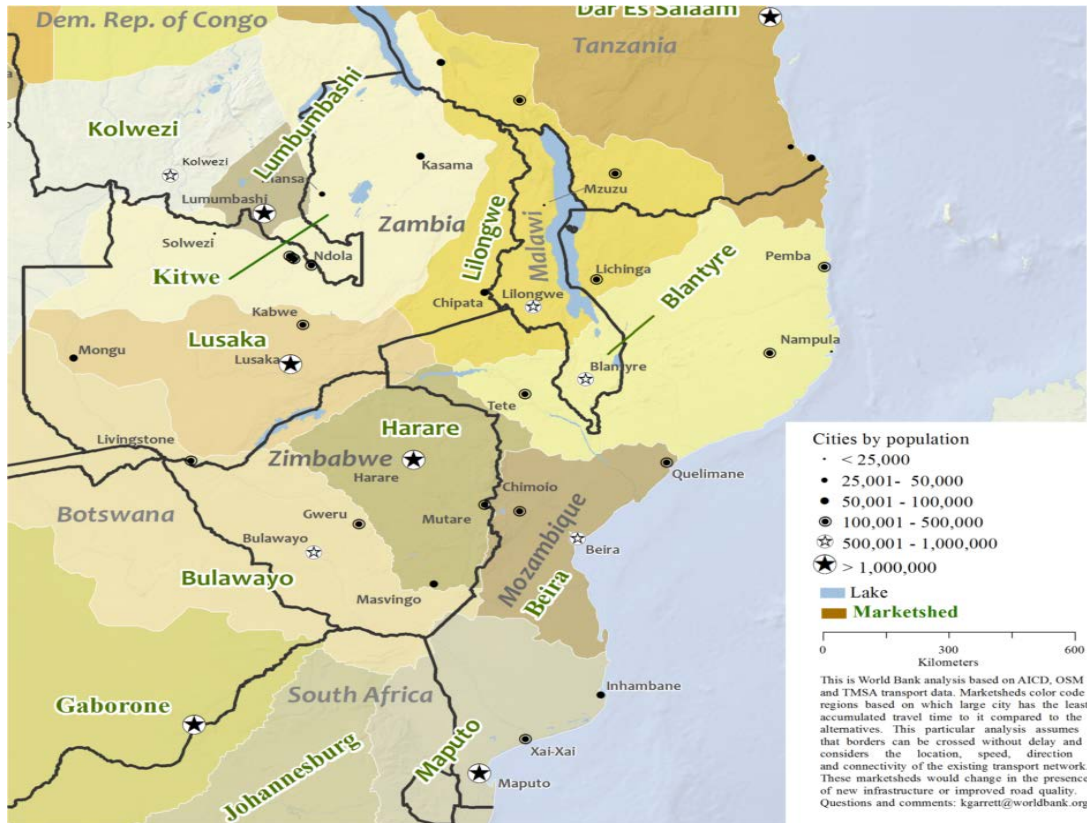 Dar Es Salaam
Dem. Rep. of Congo
Tanzania
Kolwezi
Lumbumbashi
Kolwezi
Kasama
Mansa
Mzuzu
Lumumbashi
Zambia
Lilongwe
Malawi
Solwezi
Ndola
Kitwe
Lichinga
Pemba
Blantyre
Chipata
Lilongwe
Kabwe
Lusaka
Nampula
Mongu
Lusaka
Blantyre
Tete
Harare
Livingstone
Zimbabwe
Harare
Quelimane
Chimoio
Botswana
Gweru
Mutare
Mozambique
Bulawayo
Beira
Bulawayo
Masvingo
Beira
South Africa
Inhambane
Gaborone
Xai-Xai
Maputo
Johannesburg
Maputo
Cities by population
< 25,000
25,001- 50,000
50,001 - 100,000
100,001 - 500,000
500,001 - 1,000,000
> 1,000,000
Lake
Marketshed
0 300 600
Kilometers
This is World Bank analysis based on AICD, OSM
and TMSA transport data. Marketsheds color code
regions based on which large city has the least
accumulated travel time to it compared to the
alternatives. This particular analysis assumes
that borders can be crossed without delay and
considers the location, speed, direction
and connectivity of the existing transport network.
These marketsheds would change in the presence
of new infrastructure or improved road quality.
Questions and comments: kgarrett@worldbank.org